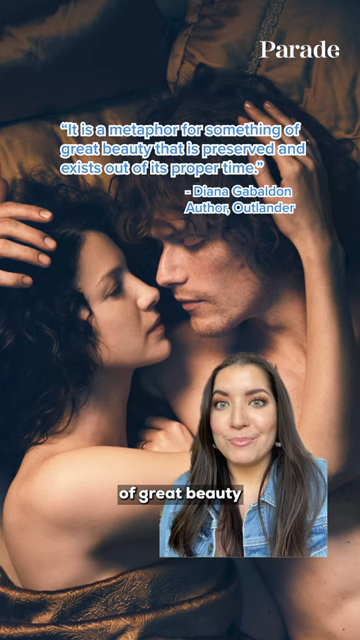 Parade
“It is a metaphor for something of
great beauty that is preserved and
exists out of its proper time.”
- Diana Gabaldon
Author, Outlander
of great beauty